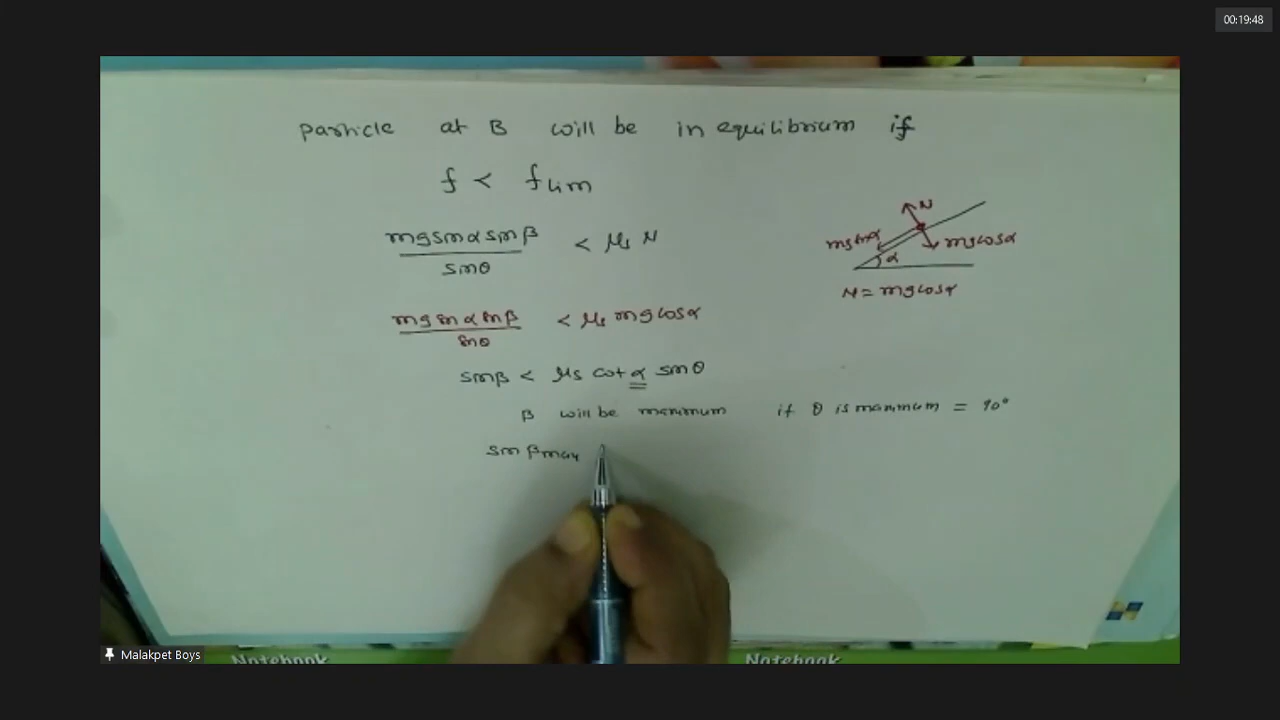 00:19:48
particle at B will be in equilibrium if
f < flim
mg sinα sinβ / sinθ < μs N
N
mg sinα
mg cosα
α
N = mg cosα
mg sinα sinβ / sinθ < μs mg cosα
sinβ < μs cot α sinθ
β will be maximum if θ is maximum = 90°
sin βmax
Malakpet Boys
Notebook
Notebook